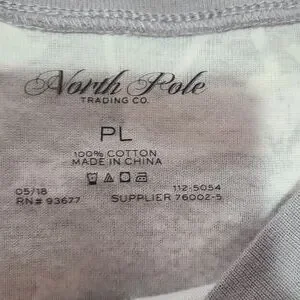 North Pole
TRADING CO.
PL
100% COTTON
MADE IN CHINA
05/18 112-5054
RN# 93677 SUPPLIER 76002-5